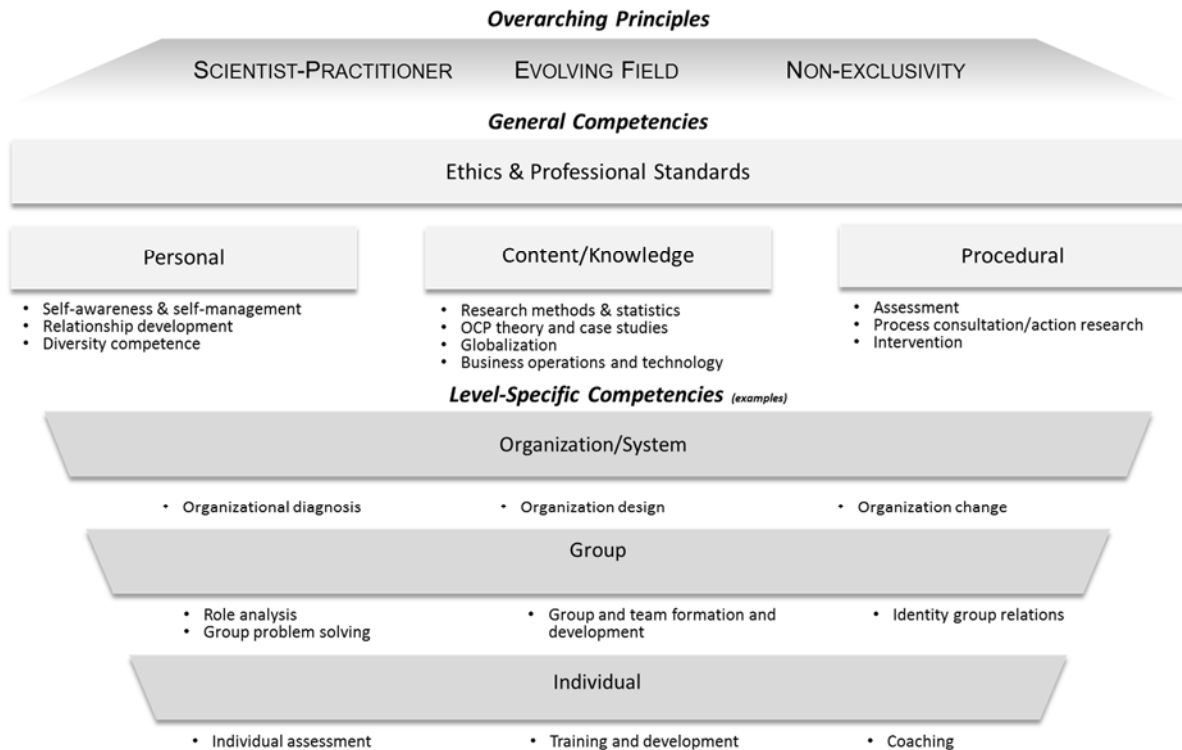 Overarching Principles
SCIENTIST-PRACTITIONER EVOLVING FIELD NON-EXCLUSIVITY
General Competencies
Ethics & Professional Standards
Personal
• Self-awareness & self-management
• Relationship development
• Diversity competence
Content/Knowledge
• Research methods & statistics
• OCP theory and case studies
• Globalization
• Business operations and technology
Procedural
• Assessment
• Process consultation/action research
• Intervention
Level-Specific Competencies (examples)
Organization/System
• Organizational diagnosis
• Organization design
• Organization change
Group
• Role analysis
• Group problem solving
• Group and team formation and
development
• Identity group relations
Individual
• Individual assessment
• Training and development
• Coaching